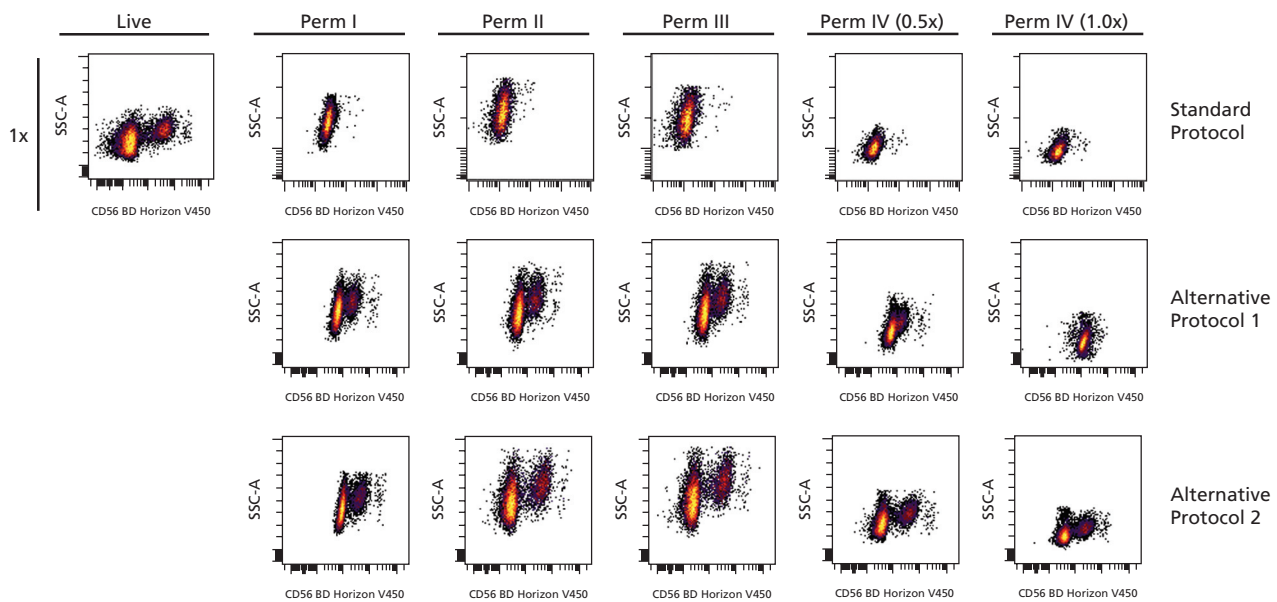 Live Perm I Perm II Perm III Perm IV (0.5x) Perm IV (1.0x)
1x
SSC-A SSC-A SSC-A SSC-A SSC-A SSC-A
Standard
Protocol
CD56 BD Horizon V450 CD56 BD Horizon V450 CD56 BD Horizon V450 CD56 BD Horizon V450 CD56 BD Horizon V450 CD56 BD Horizon V450
SSC-A SSC-A SSC-A SSC-A SSC-A
Alternative
Protocol 1
CD56 BD Horizon V450 CD56 BD Horizon V450 CD56 BD Horizon V450 CD56 BD Horizon V450 CD56 BD Horizon V450
SSC-A SSC-A SSC-A SSC-A SSC-A
Alternative
Protocol 2
CD56 BD Horizon V450 CD56 BD Horizon V450 CD56 BD Horizon V450 CD56 BD Horizon V450 CD56 BD Horizon V450